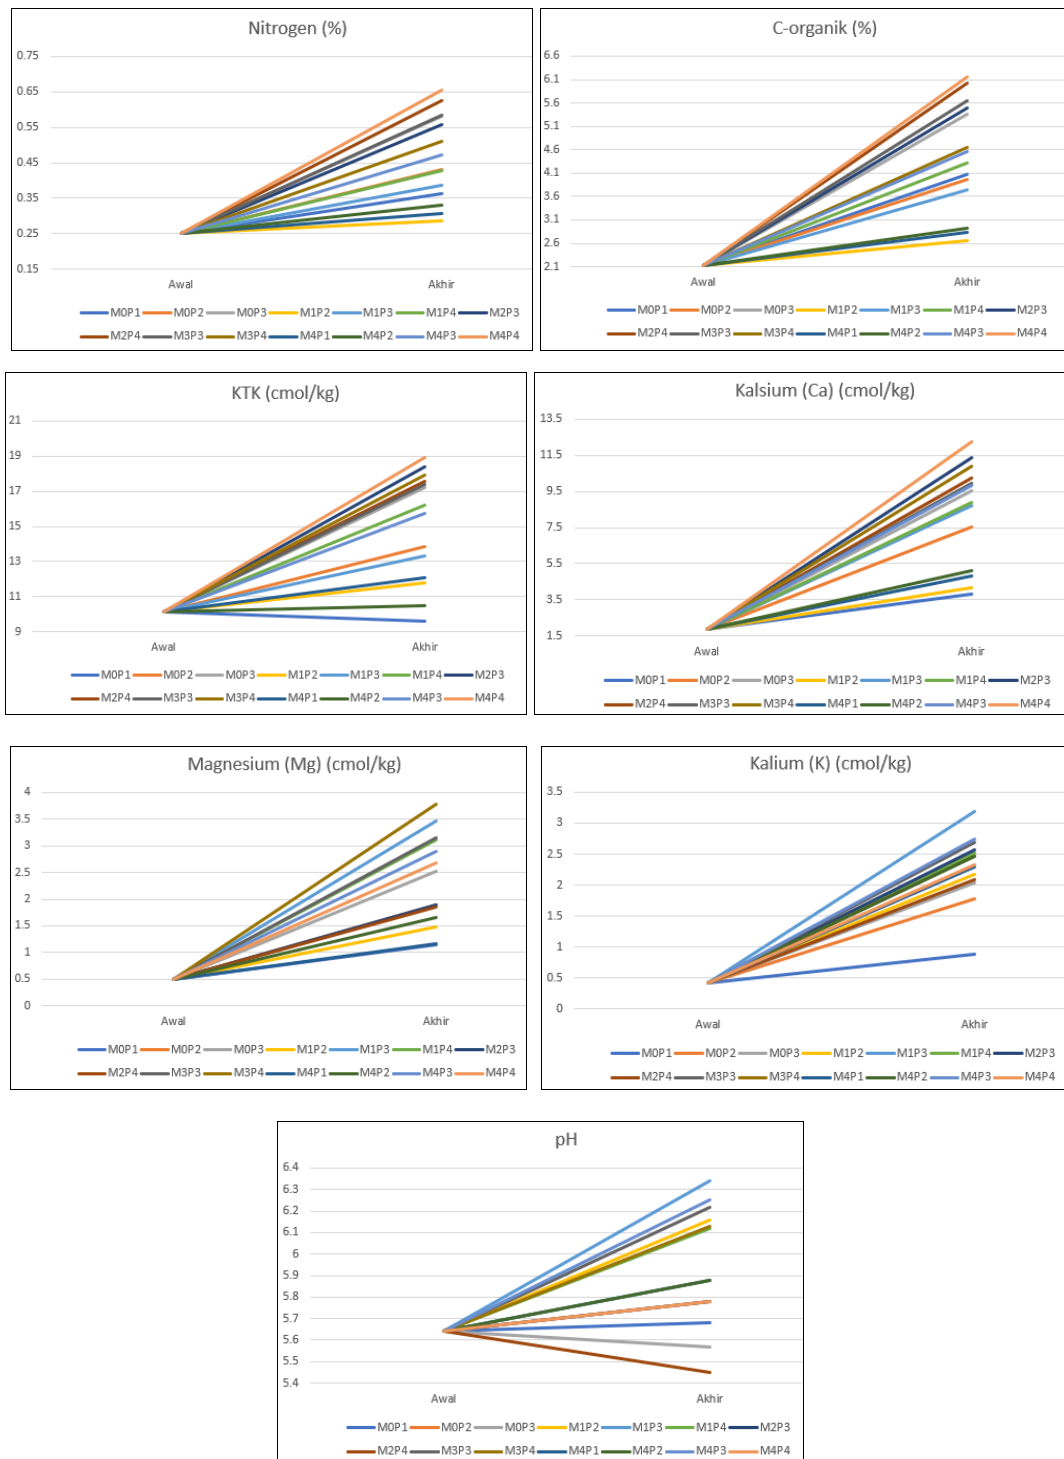 Nitrogen (%)
0.75
0.65
0.55
0.45
0.35
0.25
0.15
Awal Akhir
M0P1 M0P2 M0P3 M1P2 M1P3 M1P4 M2P3
M2P4 M3P3 M3P4 M4P1 M4P2 M4P3 M4P4
C-organik (%)
6.6
6.1
5.6
5.1
4.6
4.1
3.6
3.1
2.6
2.1
Awal Akhir
M0P1 M0P2 M0P3 M1P2 M1P3 M1P4 M2P3
M2P4 M3P3 M3P4 M4P1 M4P2 M4P3 M4P4
KTK (cmol/kg)
21
19
17
15
13
11
9
Awal Akhir
M0P1 M0P2 M0P3 M1P2 M1P3 M1P4 M2P3
M2P4 M3P3 M3P4 M4P1 M4P2 M4P3 M4P4
Kalsium (Ca) (cmol/kg)
13.5
11.5
9.5
7.5
5.5
3.5
1.5
Awal Akhir
M0P1 M0P2 M0P3 M1P2 M1P3 M1P4 M2P3
M2P4 M3P3 M3P4 M4P1 M4P2 M4P3 M4P4
Magnesium (Mg) (cmol/kg)
4
3.5
3
2.5
2
1.5
1
0.5
0
Awal Akhir
M0P1 M0P2 M0P3 M1P2 M1P3 M1P4 M2P3
M2P4 M3P3 M3P4 M4P1 M4P2 M4P3 M4P4
Kalium (K) (cmol/kg)
3.5
3
2.5
2
1.5
1
0.5
0
Awal Akhir
M0P1 M0P2 M0P3 M1P2 M1P3 M1P4 M2P3
M2P4 M3P3 M3P4 M4P1 M4P2 M4P3 M4P4
pH
6.4
6.3
6.2
6.1
6
5.9
5.8
5.7
5.6
5.5
5.4
Awal Akhir
M0P1 M0P2 M0P3 M1P2 M1P3 M1P4 M2P3
M2P4 M3P3 M3P4 M4P1 M4P2 M4P3 M4P4